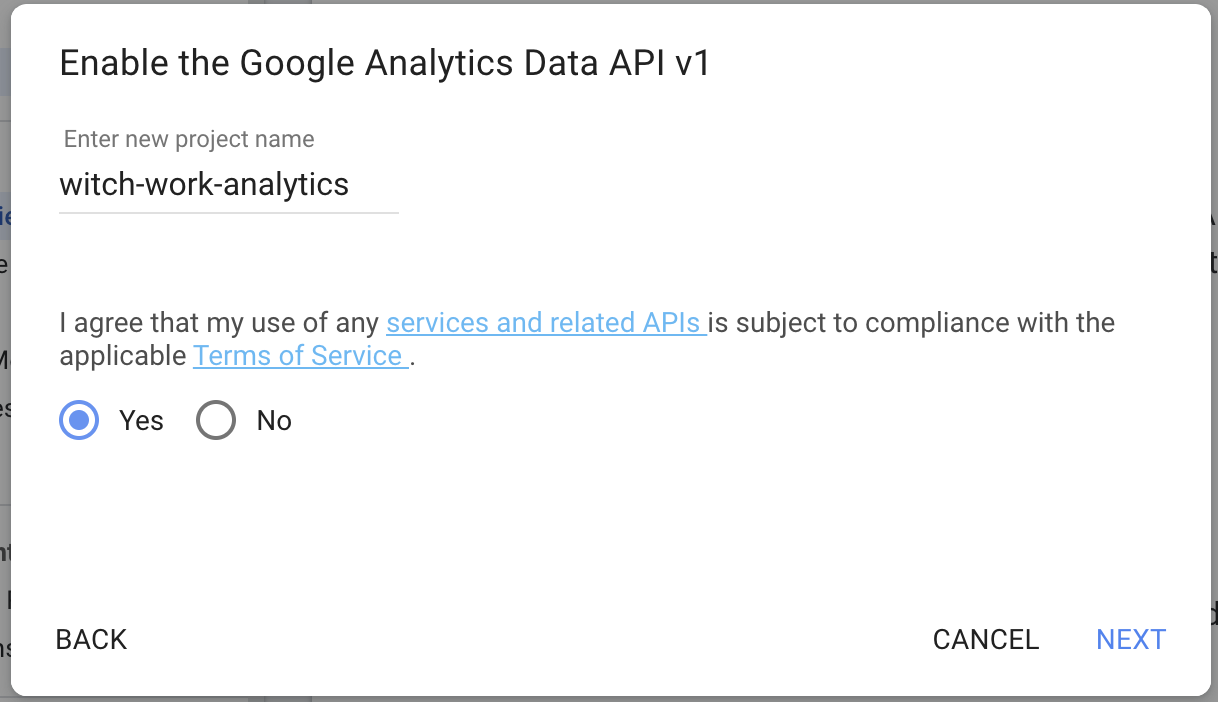 Enable the Google Analytics Data API v1
Enter new project name
witch-work-analytics
I agree that my use of any services and related APIs is subject to compliance with the
applicable Terms of Service .
Yes No
BACK CANCEL NEXT